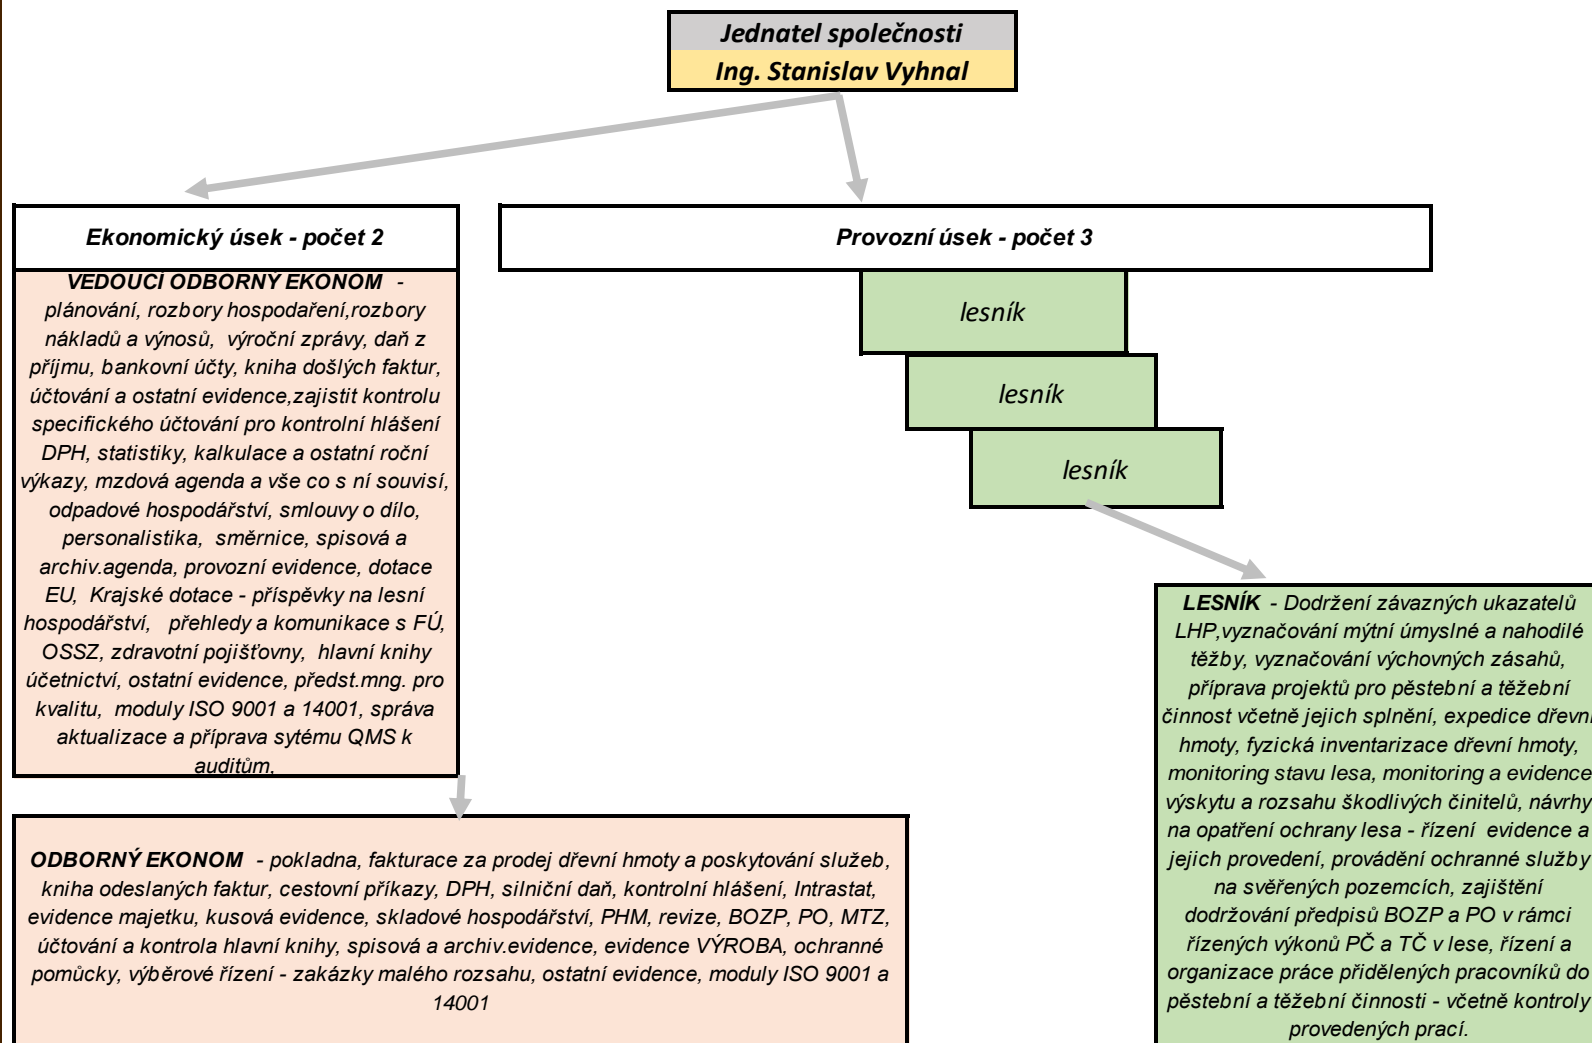 Jednatel společnosti
Ing. Stanislav Vyhnal
Ekonomický úsek - počet 2
VEDOUCÍ ODBORNÝ EKONOM -
plánování, rozbory hospodaření,rozbory
nákladů a výnosů, výroční zprávy, daň z
příjmu, bankovní účty, kniha došlých faktur,
účtování a ostatní evidence,zajistit kontrolu
specifického účtování pro kontrolní hlášení
DPH, statistiky, kalkulace a ostatní roční
výkazy, mzdová agenda a vše co s ní souvisí,
odpadové hospodářství, smlouvy o dílo,
personalistika, směrnice, spisová a
archiv.agenda, provozní evidence, dotace
EU, Krajské dotace - příspěvky na lesní
hospodářství, přehledy a komunikace s FÚ,
OSSZ, zdravotní pojišťovny, hlavní knihy
účetnictví, ostatní evidence, předst.mng. pro
kvalitu, moduly ISO 9001 a 14001, správa
aktualizace a příprava sytému QMS k
auditům,
ODBORNÝ EKONOM - pokladna, fakturace za prodej dřevní hmoty a poskytování služeb,
kniha odeslaných faktur, cestovní příkazy, DPH, silniční daň, kontrolní hlášení, Intrastat,
evidence majetku, kusová evidence, skladové hospodářství, PHM, revize, BOZP, PO, MTZ,
účtování a kontrola hlavní knihy, spisová a archiv.evidence, evidence VÝROBA, ochranné
pomůcky, výběrové řízení - zakázky malého rozsahu, ostatní evidence, moduly ISO 9001 a
14001
Provozní úsek - počet 3
lesník
lesník
lesník
LESNÍK - Dodržení závazných ukazatelů
LHP,vyznačování mýtní úmyslné a nahodilé
těžby, vyznačování výchovných zásahů,
příprava projektů pro pěstební a těžební
činnost včetně jejich splnění, expedice dřevní
hmoty, fyzická inventarizace dřevní hmoty,
monitoring stavu lesa, monitoring a evidence
výskytu a rozsahu škodlivých činitelů, návrhy
na opatření ochrany lesa - řízení evidence a
jejich provedení, provádění ochranné služby
na svěřených pozemcích, zajištění
dodržování předpisů BOZP a PO v rámci
řízených výkonů PČ a TČ v lese, řízení a
organizace práce přidělených pracovníků do
pěstební a těžební činnosti - včetně kontroly
provedených prací.